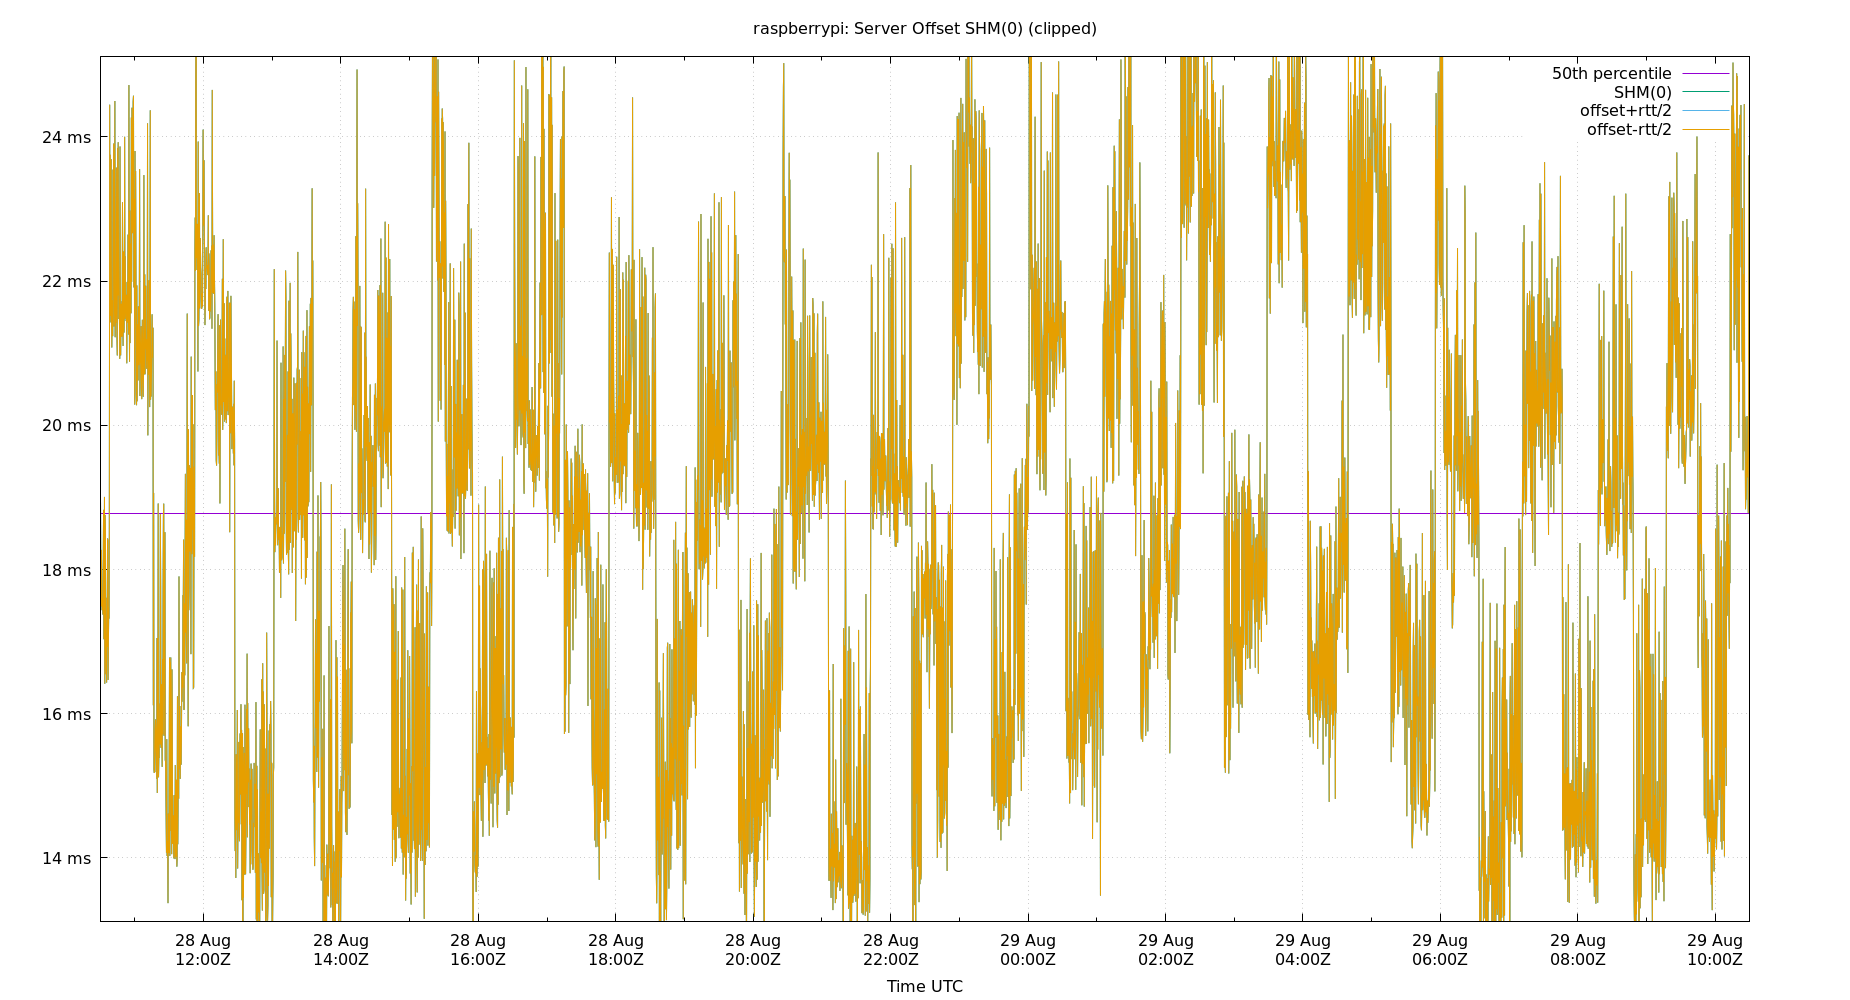 raspberrypi: Server Offset SHM(0) (clipped)
50th percentile
SHM(0)
offset+rtt/2
offset-rtt/2
24 ms
22 ms
20 ms
18 ms
16 ms
14 ms
28 Aug 28 Aug 28 Aug 28 Aug 28 Aug 28 Aug 29 Aug 29 Aug 29 Aug 29 Aug 29 Aug 29 Aug
12:00Z 14:00Z 16:00Z 18:00Z 20:00Z 22:00Z 00:00Z 02:00Z 04:00Z 06:00Z 08:00Z 10:00Z
Time UTC